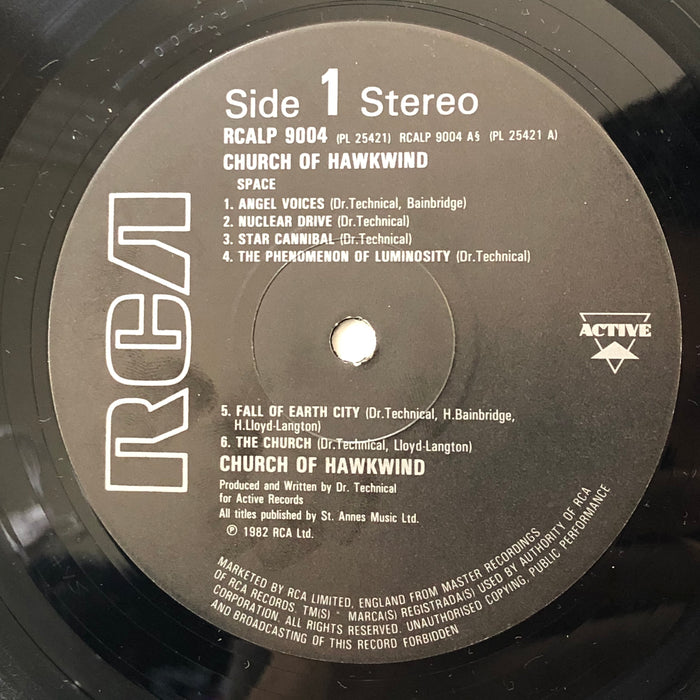 Side 1 Stereo
RCALP 9004 (PL 25421) RCALP 9004 A§ (PL 25421 A)
CHURCH OF HAWKWIND
SPACE
1. ANGEL VOICES (Dr.Technical, Bainbridge)
2. NUCLEAR DRIVE (Dr.Technical)
3. STAR CANNIBAL (Dr.Technical)
4. THE PHENOMENON OF LUMINOSITY (Dr.Technical)
RCA
ACTIVE
5. FALL OF EARTH CITY (Dr.Technical, H.Bainbridge,
H.Lloyd-Langton)
6. THE CHURCH (Dr.Technical, Lloyd-Langton)
CHURCH OF HAWKWIND
Produced and Written by Dr. Technical
for Active Records
All titles published by St. Annes Music Ltd.
℗ 1982 RCA Ltd.
MARKETED BY RCA LIMITED, ENGLAND FROM MASTER RECORDINGS
OF RCA RECORDS. TM(S) ® MARCA(S) REGISTRADA(S) USED BY AUTHORITY OF RCA
CORPORATION. ALL RIGHTS RESERVED. UNAUTHORISED COPYING, PUBLIC PERFORMANCE
AND BROADCASTING OF THIS RECORD FORBIDDEN